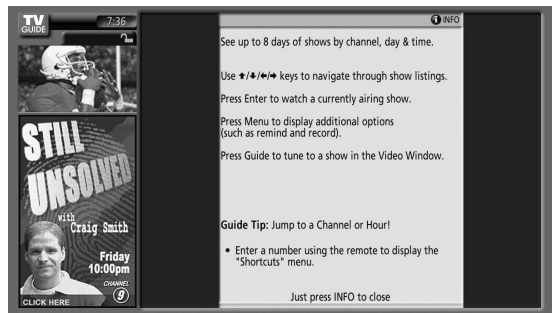 TV
GUIDE
7:36
INFO
See up to 8 days of shows by channel, day & time.
Use ↑/↓/←/→ keys to navigate through show listings.
Press Enter to watch a currently airing show.
Press Menu to display additional options
(such as remind and record).
Press Guide to tune to a show in the Video Window.
Guide Tip: Jump to a Channel or Hour!
• Enter a number using the remote to display the
"Shortcuts" menu.
Just press INFO to close
STILL
UNSOLVED
with
Craig Smith
Friday
10:00pm
CHANNEL
9
CLICK HERE